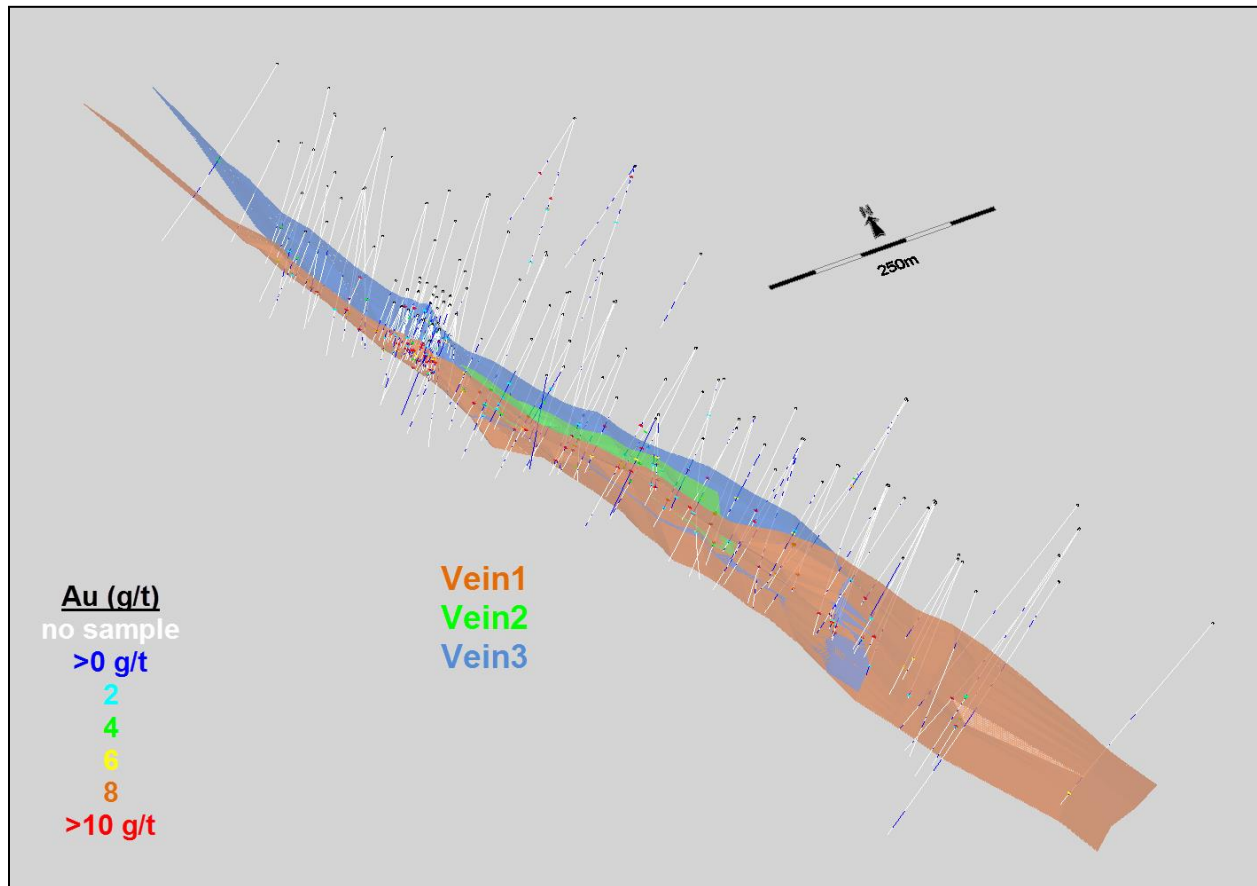 N
250m
Au (g/t)
no sample
>0 g/t
2
4
6
8
>10 g/t
Vein1
Vein2
Vein3